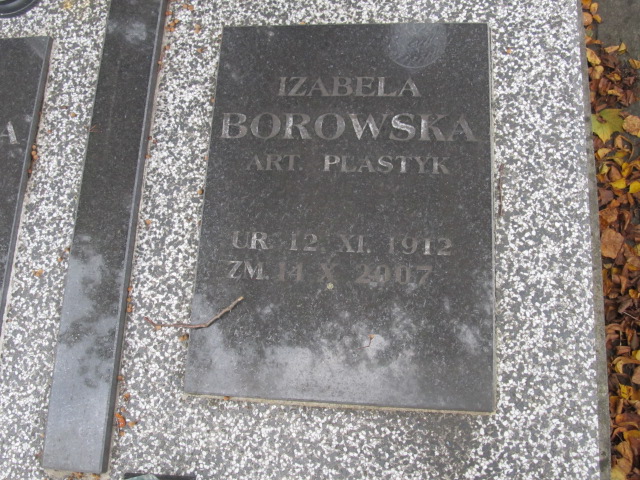 IZABELA
BOROWSKA
ART. PLASTYK
UR. 12. XI. 1912
ZM. 14 X. 2007
A